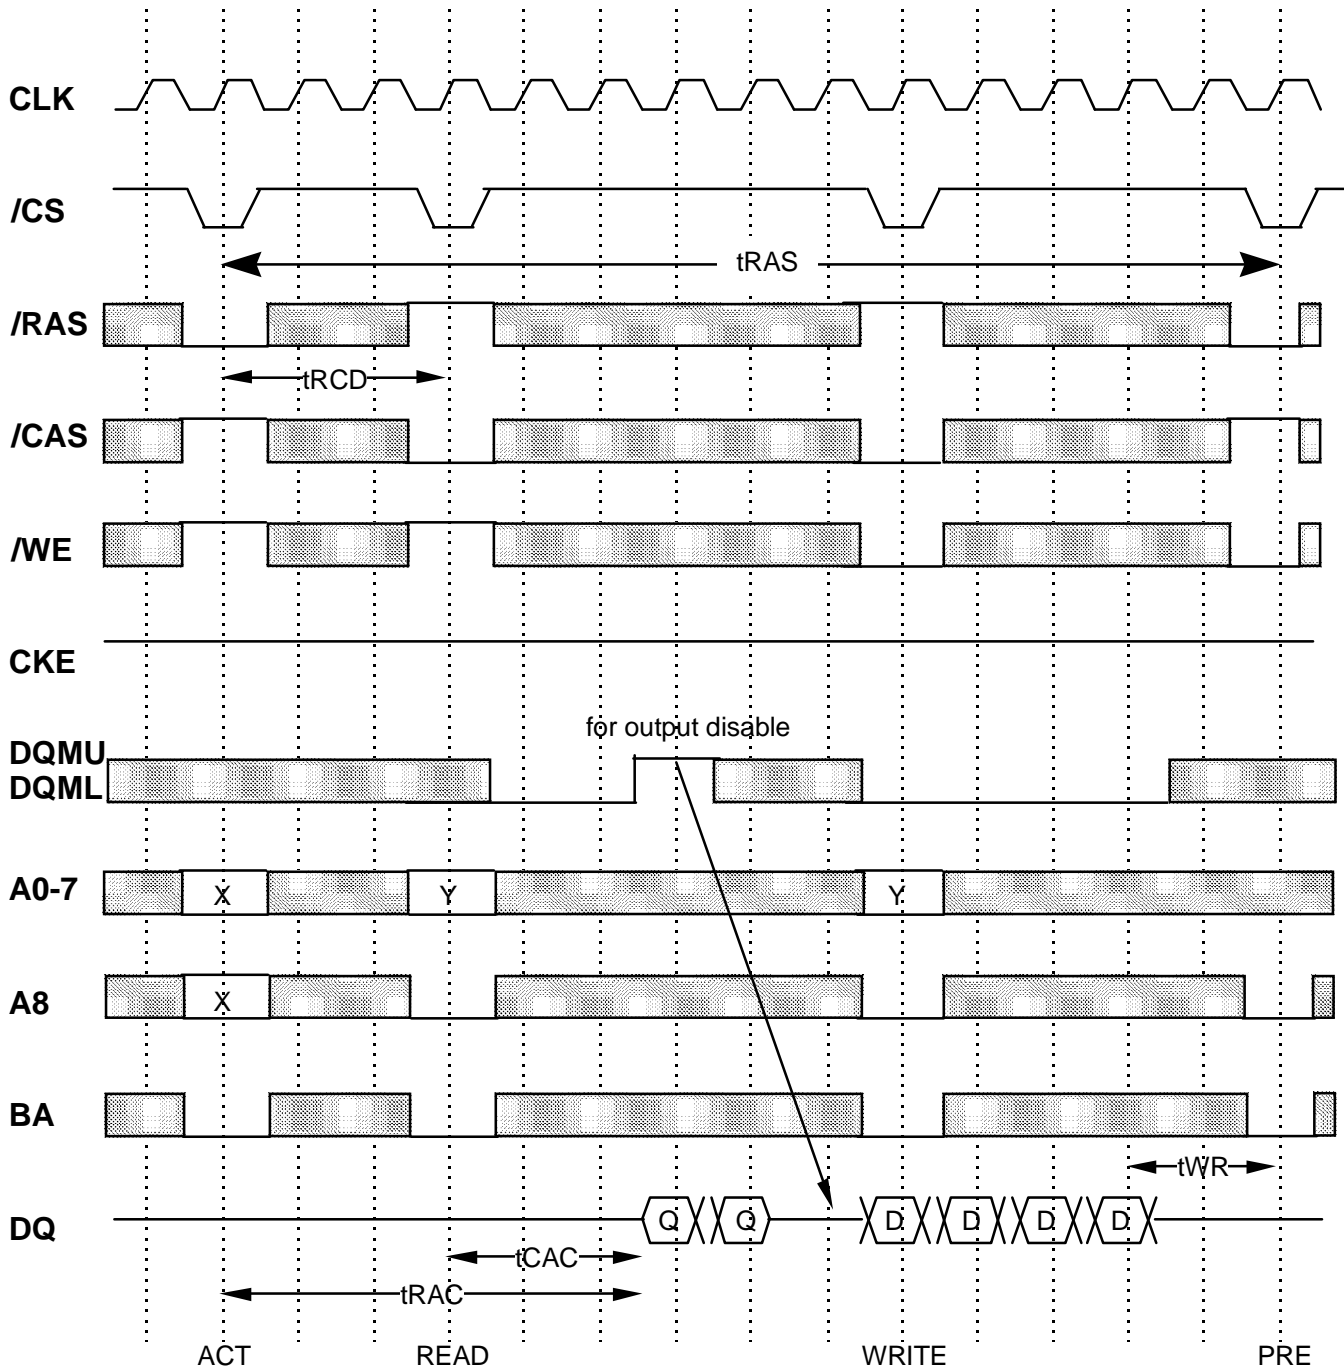 CLK
/CS
tRAS
/RAS
tRCD
/CAS
/WE
CKE
for output disable
DQMU
DQML
A0-7 X Y Y
A8 X
BA
tWR
DQ Q Q D D D D
tCAC
tRAC
ACT READ WRITE PRE